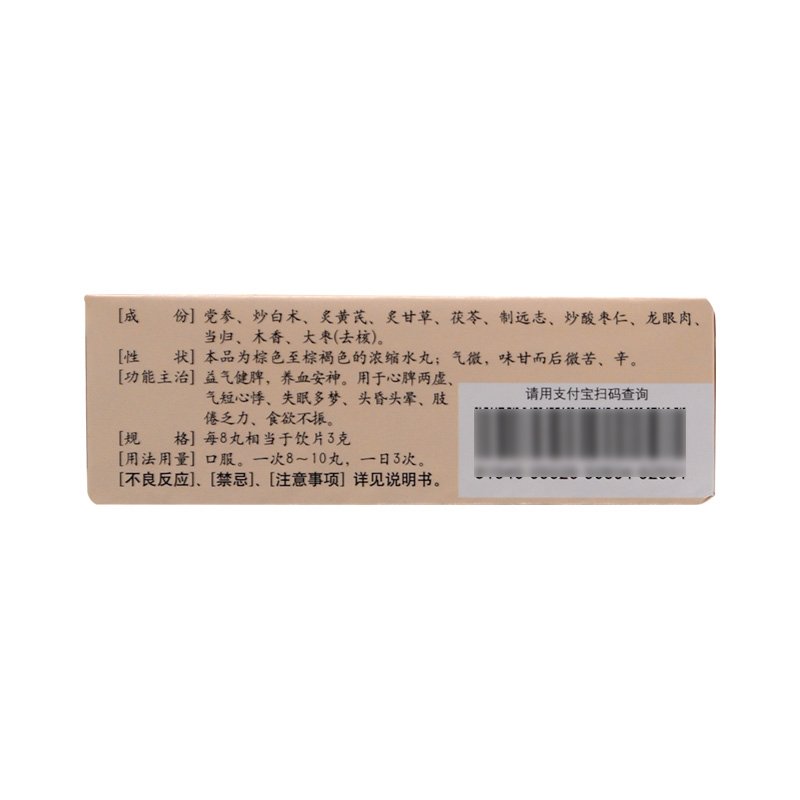 [成　份] 党参、炒白术、炙黄芪、炙甘草、茯苓、制远志、炒酸枣仁、龙眼肉、
当归、木香、大枣(去核)。
[性　状] 本品为棕色至棕褐色的浓缩水丸；气微，味甘而后微苦、辛。
[功能主治] 益气健脾，养血安神。用于心脾两虚、
气短心悸、失眠多梦、头昏头晕、肢
倦乏力、食欲不振。
[规　格] 每8丸相当于饮片3克
[用法用量] 口服。一次8～10丸，一日3次。
[不良反应]、[禁忌]、[注意事项] 详见说明书。
请用支付宝扫码查询